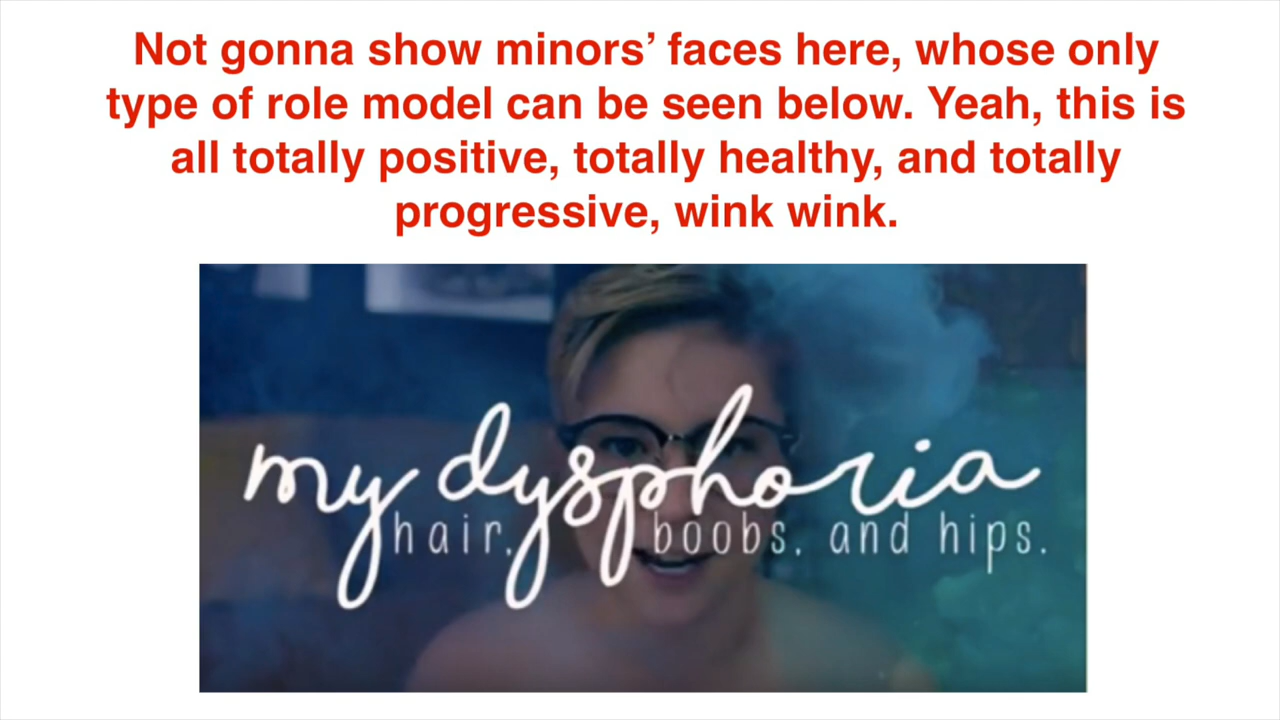 Not gonna show minors’ faces here, whose only
type of role model can be seen below. Yeah, this is
all totally positive, totally healthy, and totally
progressive, wink wink.
my dysphoria
hair, boobs, and hips.